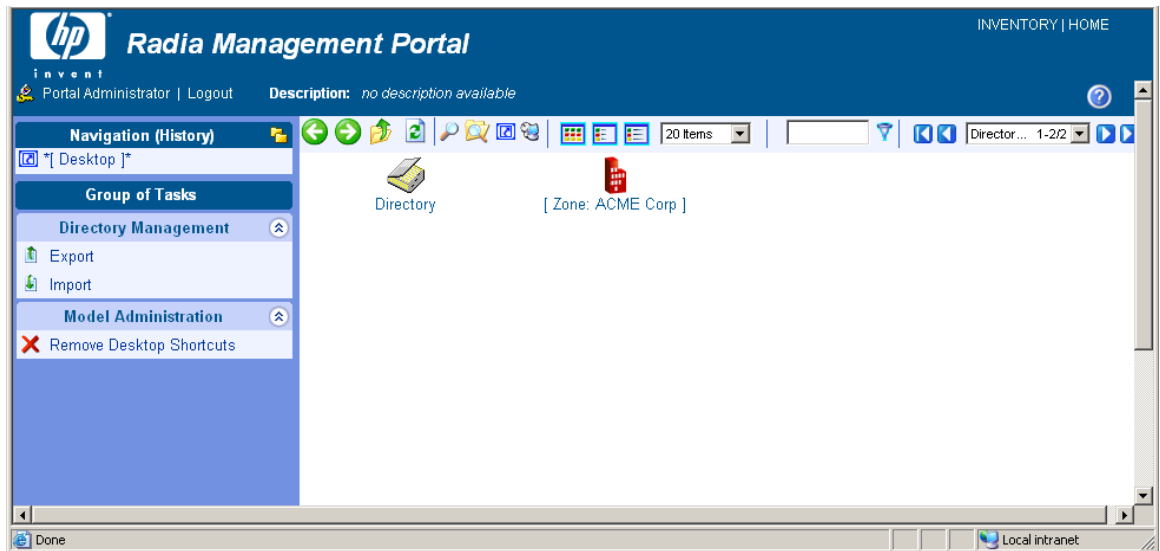 INVENTORY | HOME
hp
Radia Management Portal
invent
Portal Administrator | Logout Description: no description available
Navigation (History)
20 Items
Director... 1-2/2
*[ Desktop ]*
Group of Tasks
Directory
[ Zone: ACME Corp ]
Directory Management
Export
Import
Model Administration
Remove Desktop Shortcuts
Done
Local intranet